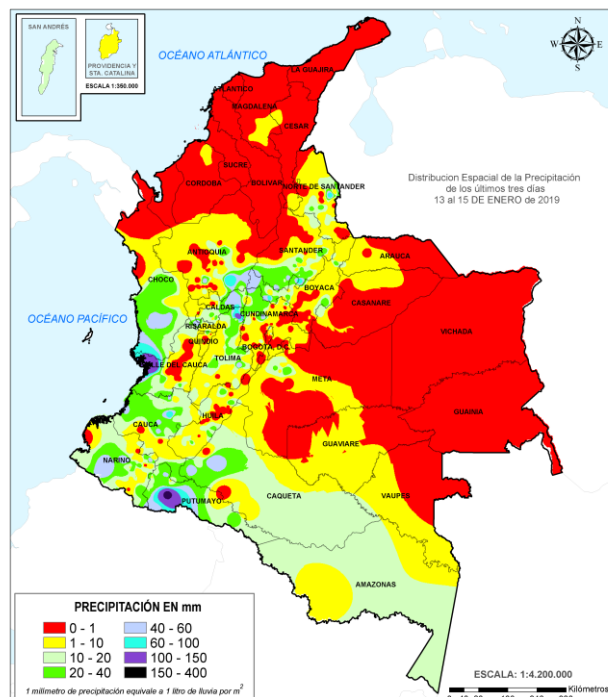 SAN ANDRÉS
PROVIDENCIA Y
STA. CATALINA
ESCALA 1:350.000
OCÉANO ATLÁNTICO
N
W E
S
LA GUAJIRA
ATLANTICO
MAGDALENA
CESAR
SUCRE
CORDOBA
BOLIVAR
NORTE DE SANTANDER
Distribucion Espacial de la Precipitación
de los últimos tres días
13 al 15 DE ENERO de 2019
ANTIOQUIA
SANTANDER
ARAUCA
CHOCO
BOYACA
CASANARE
OCÉANO PACÍFICO
CALDAS
CUNDINAMARCA
VICHADA
RISARALDA
QUINDIO
BOGOTA, D.C.
TOLIMA
VALLE DEL CAUCA
META
GUAINIA
CAUCA
HUILA
GUAVIARE
NARIÑO
CAQUETA
VAUPES
PUTUMAYO
AMAZONAS
PRECIPITACIÓN EN mm
0 - 1 40 - 60
1 - 10 60 - 100
10 - 20 100 - 150
20 - 40 150 - 400
1 milímetro de precipitación equivale a 1 litro de lluvia por m²
ESCALA: 1:4.200.000
Kilómetros